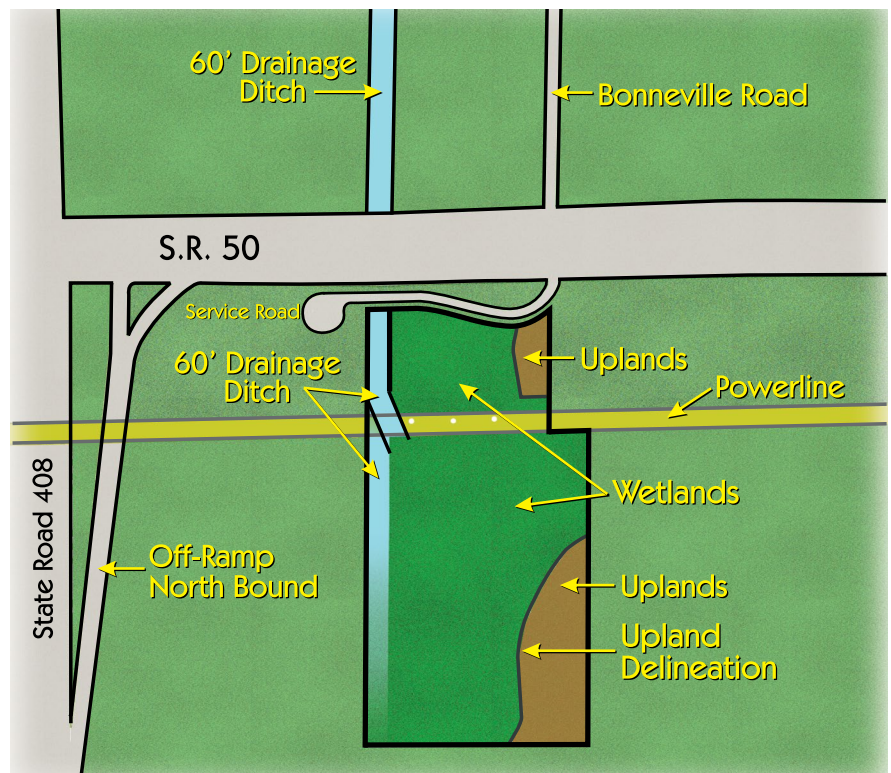 60' Drainage
Ditch
Bonneville Road
S.R. 50
Service Road
60' Drainage
Ditch
Uplands
Powerline
State Road 408
Wetlands
Off-Ramp
North Bound
Uplands
Upland
Delineation